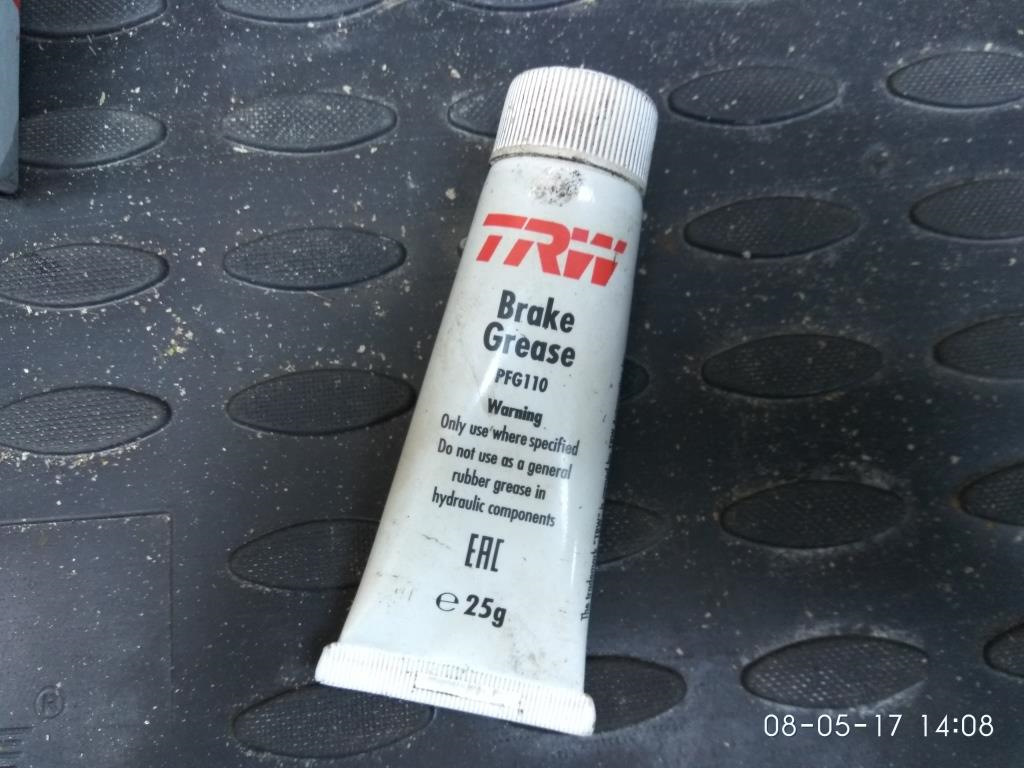 TRW
Brake
Grease
PFG110
Warning
Only use where specified
Do not use as a general
rubber grease in
hydraulic components
EAC
℮ 25g
®
08-05-17 14:08